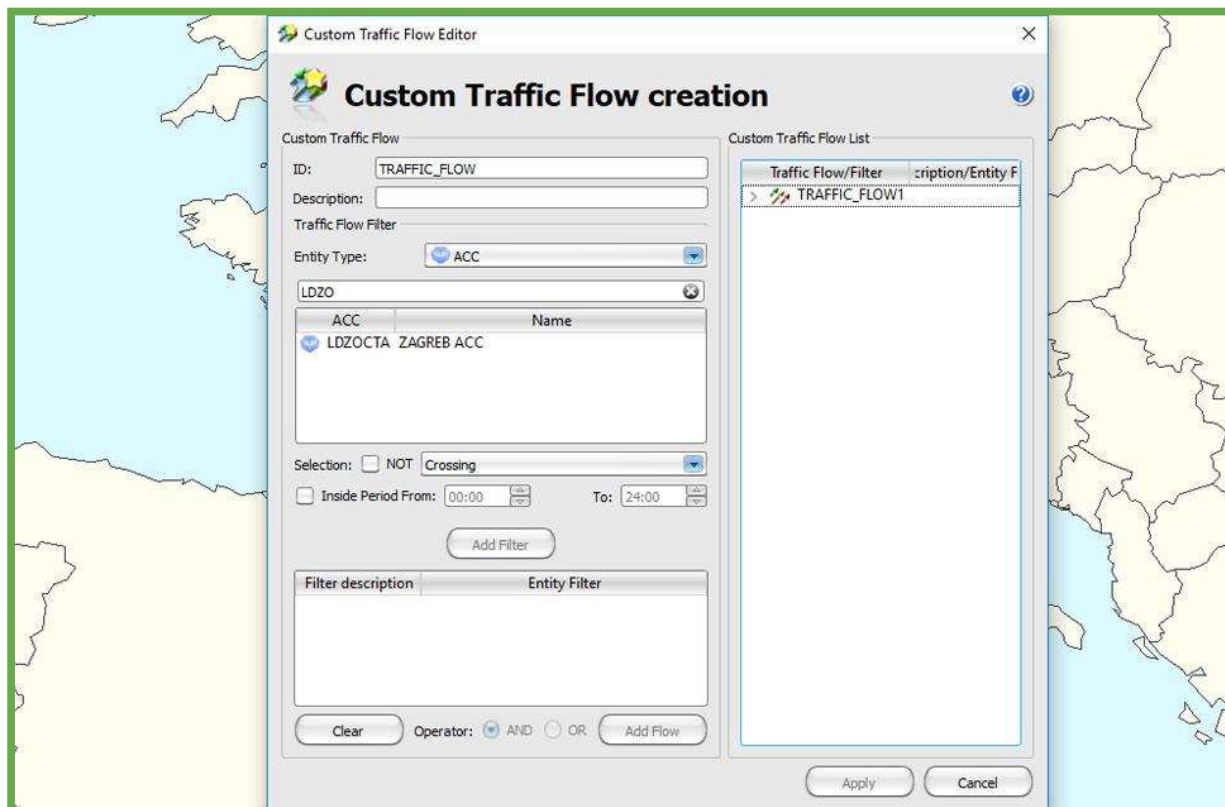 Custom Traffic Flow Editor
Custom Traffic Flow creation
Custom Traffic Flow
ID: TRAFFIC_FLOW
Description:
Traffic Flow Filter
Entity Type: ACC
LDZO
ACC Name
LDZOCTA ZAGREB ACC
Selection: NOT Crossing
Inside Period From: 00:00 To: 24:00
Add Filter
Filter description Entity Filter
Clear Operator: AND OR Add Flow
Custom Traffic Flow List
Traffic Flow/Filter cription/Entity F
TRAFFIC_FLOW1
Apply Cancel